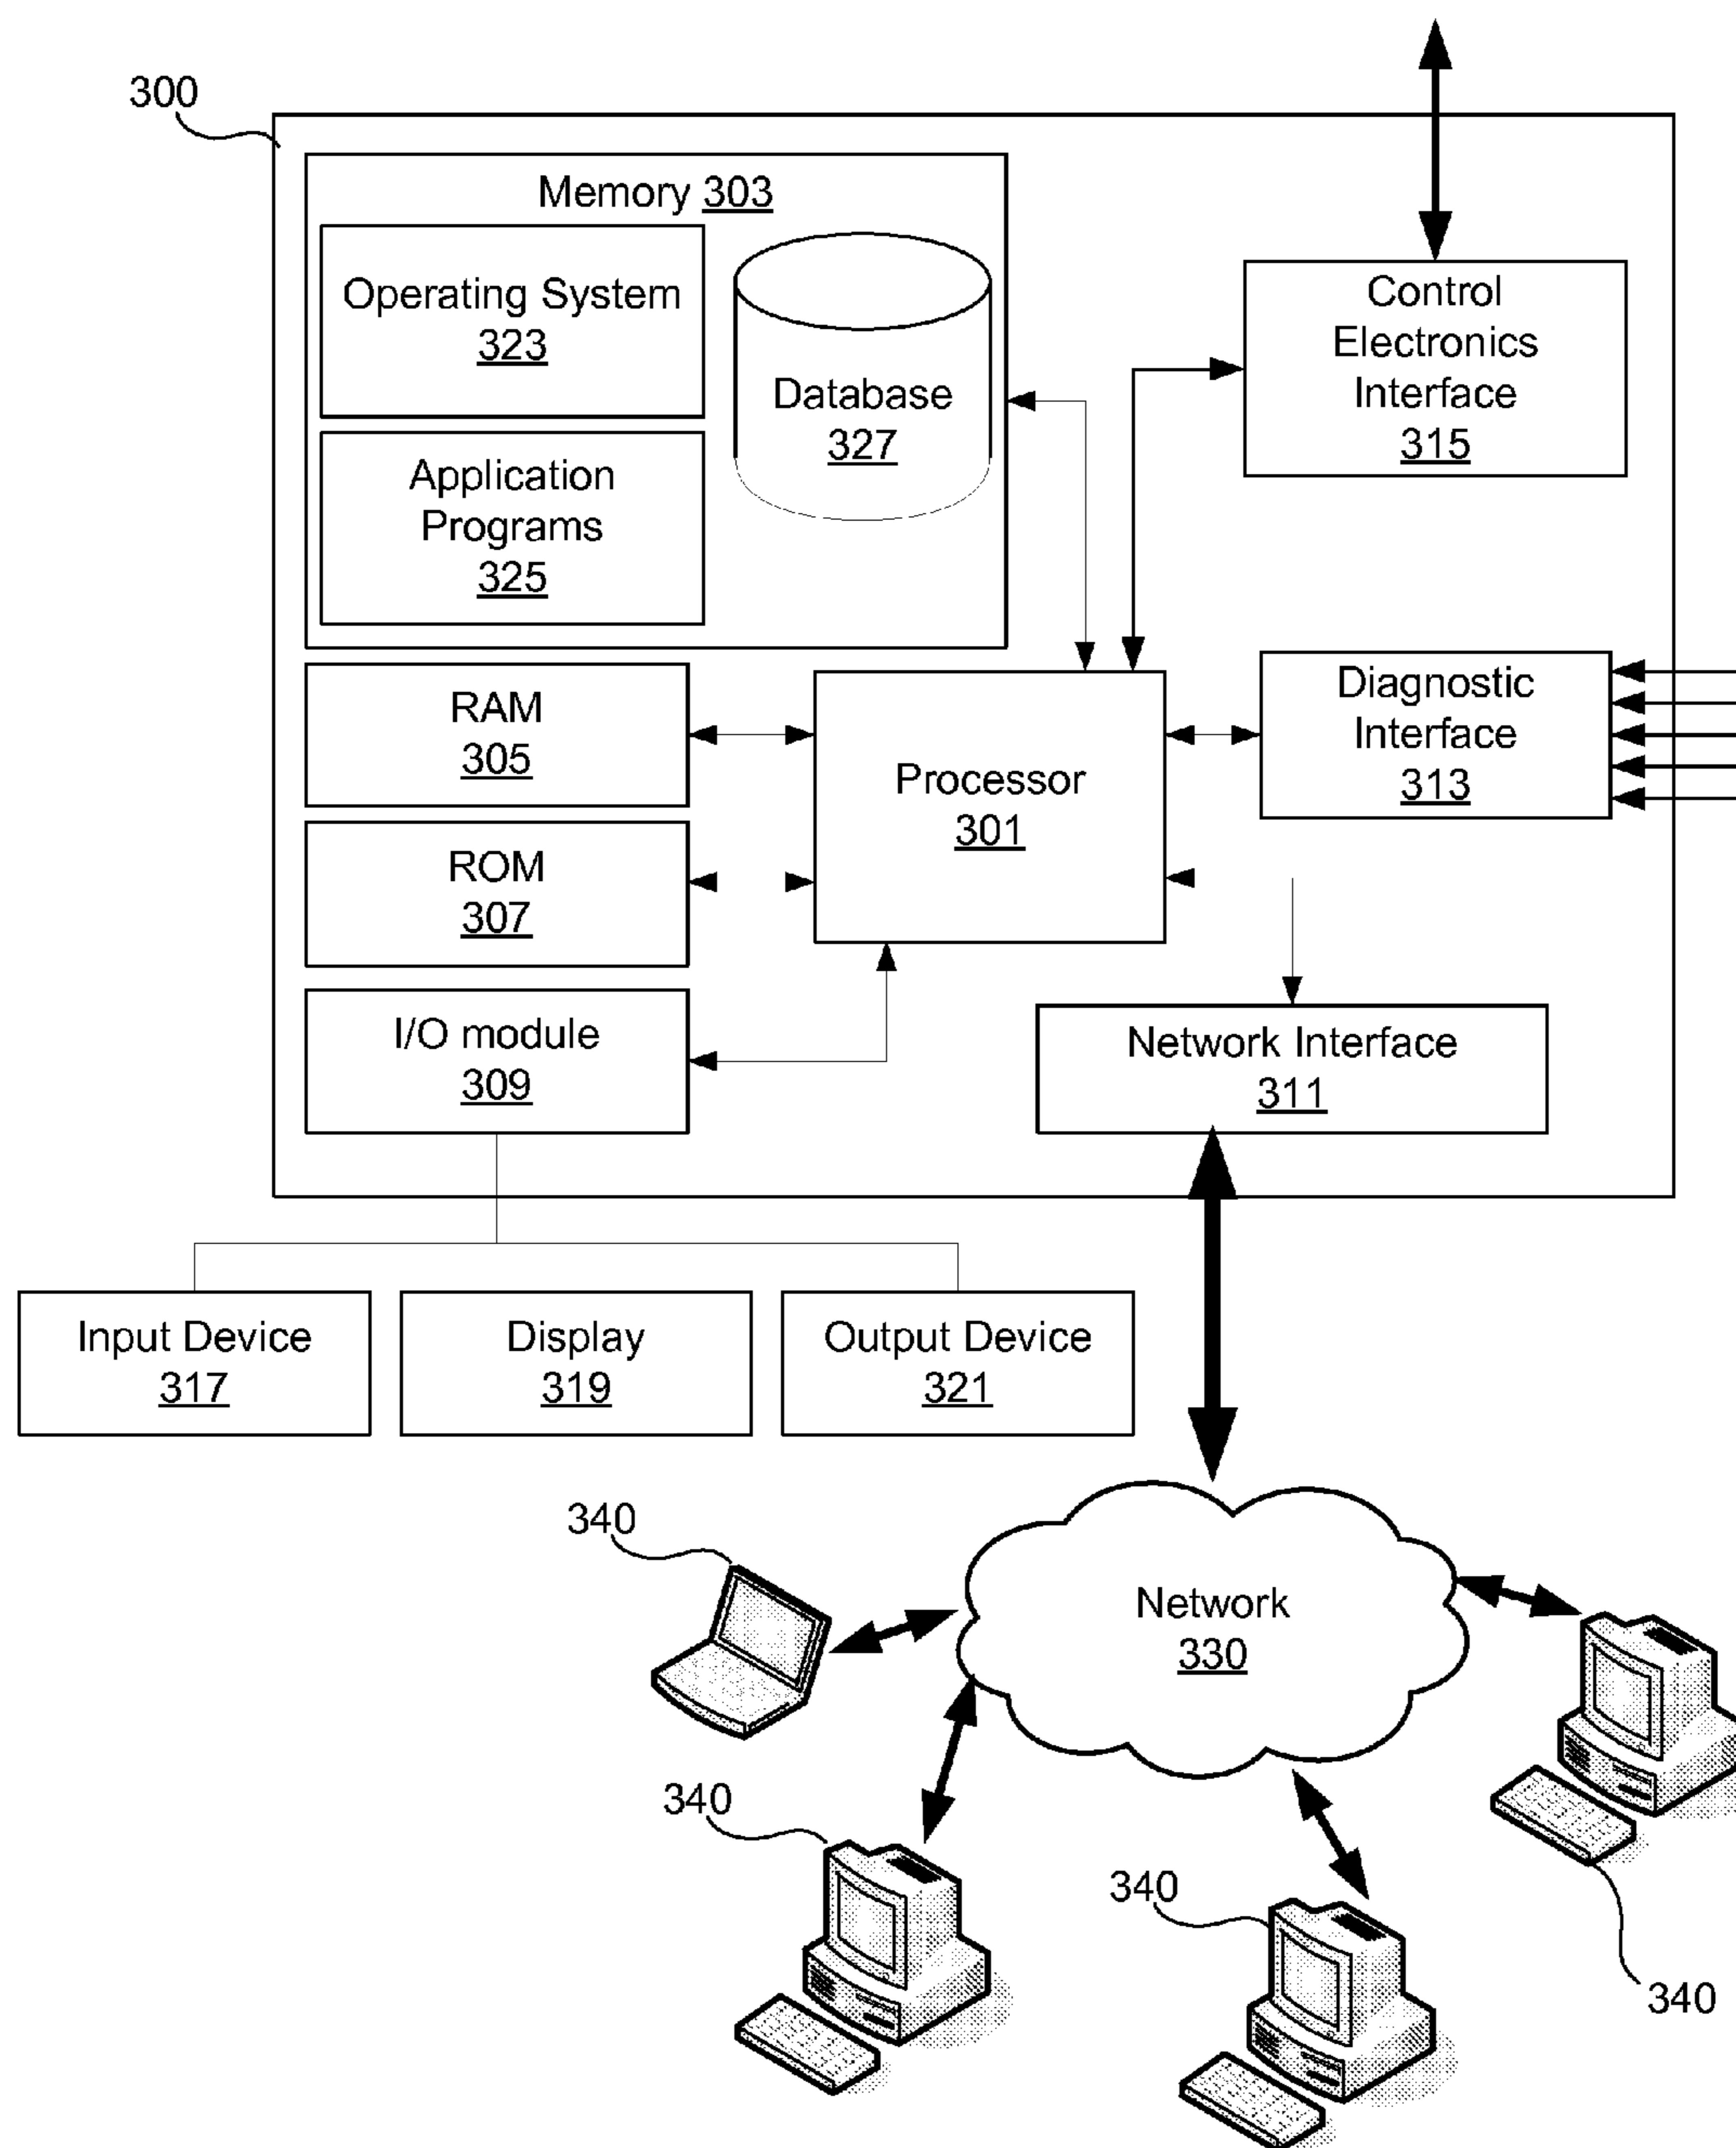 300
Memory 303
Operating System
323
Database
327
Application
Programs
325
Control
Electronics
Interface
315
RAM
305
Processor
301
Diagnostic
Interface
313
ROM
307
I/O module
309
Network Interface
311
Input Device
317
Display
319
Output Device
321
340
Network
330
340
340
340